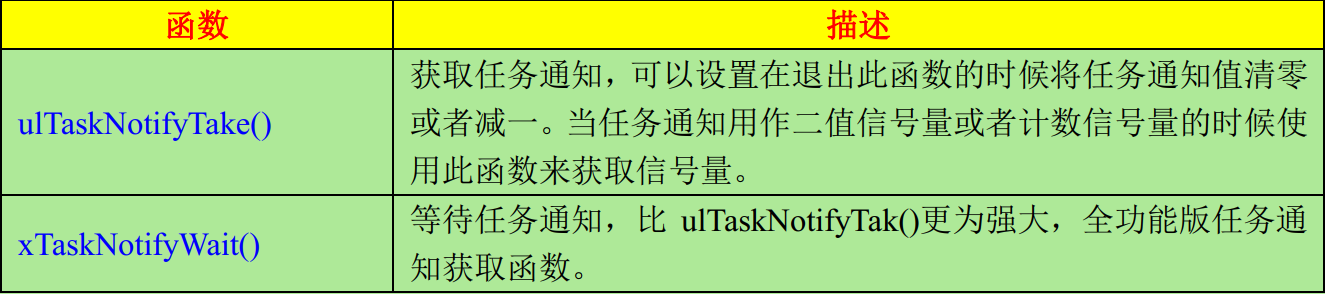 函数 描述
获取任务通知，可以设置在退出此函数的时候将任务通知值清零
ulTaskNotifyTake() 或者减一。当任务通知用作二值信号量或者计数信号量的时候使
用此函数来获取信号量。
等待任务通知，比 ulTaskNotifyTak()更为强大，全功能版任务通
xTaskNotifyWait() 知获取函数。